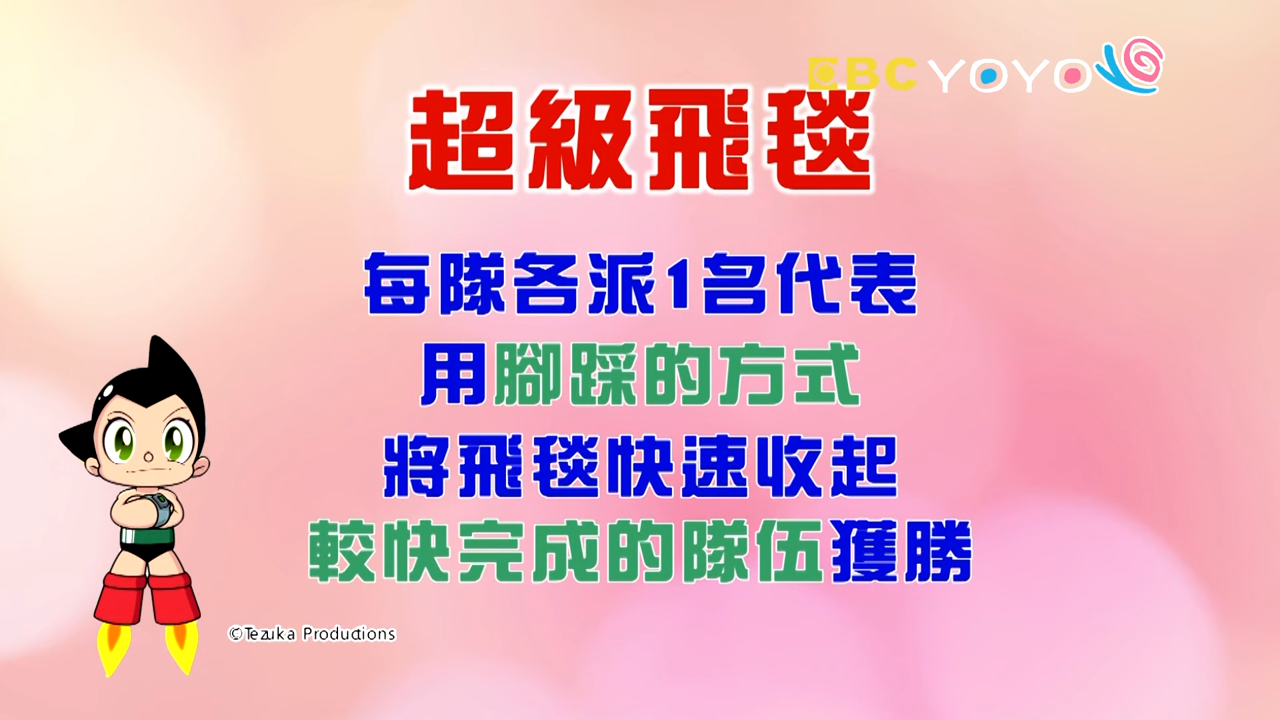 EBC YOYO
超級飛毯
每隊各派1名代表
用腳踩的方式
將飛毯快速收起
較快完成的隊伍獲勝
©Tezuka Productions